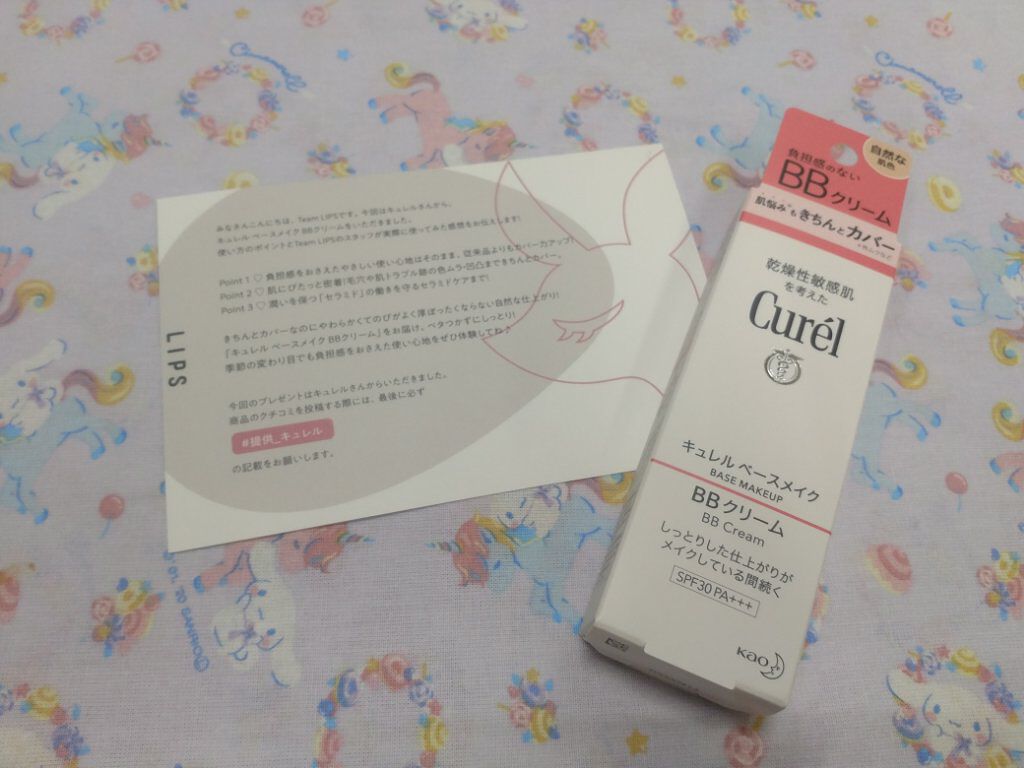 みなさんこんにちは、Team LIPSです。今回はキュレルさんから、
キュレル ベースメイク BBクリームをいただきました。
使い方のポイントとTeam LIPSのスタッフが実際に使ってみた感想をお伝えします!
Point 1 ♡ 負担感をおさえたやさしい使い心地はそのまま、従来品よりもカバー力アップ!
Point 2 ♡ 肌にぴたっと密着!毛穴や肌トラブル跡の色ムラ・凹凸まできちんとカバー。
Point 3 ♡ 潤いを保つ「セラミド」の働きを守るセラミドケアまで!
きちんとカバーなのにやわらかくてのびがよく厚ぼったくならない自然な仕上がり!
「キュレル ベースメイク BBクリーム」をお届け。ベタつかずにしっとり!
季節の変わり目でも負担感をおさえた使い心地をぜひ体験してね♪
今回のプレゼントはキュレルさんからいただきました。
商品のクチコミを投稿する際には、最後に必ず
#提供_キュレル
の記載をお願いします。
LIPS
自然な
肌色
負担感のない
BBクリーム
肌悩み*もきちんとカバー
乾燥性敏感肌
を考えた
Curél
キュレル ベースメイク
BASE MAKEUP
BBクリーム
BB Cream
しっとりした仕上がりが
メイクしている間続く
SPF30 PA+++
Kao
Cinnamoroll
'01, '20 SANRIO